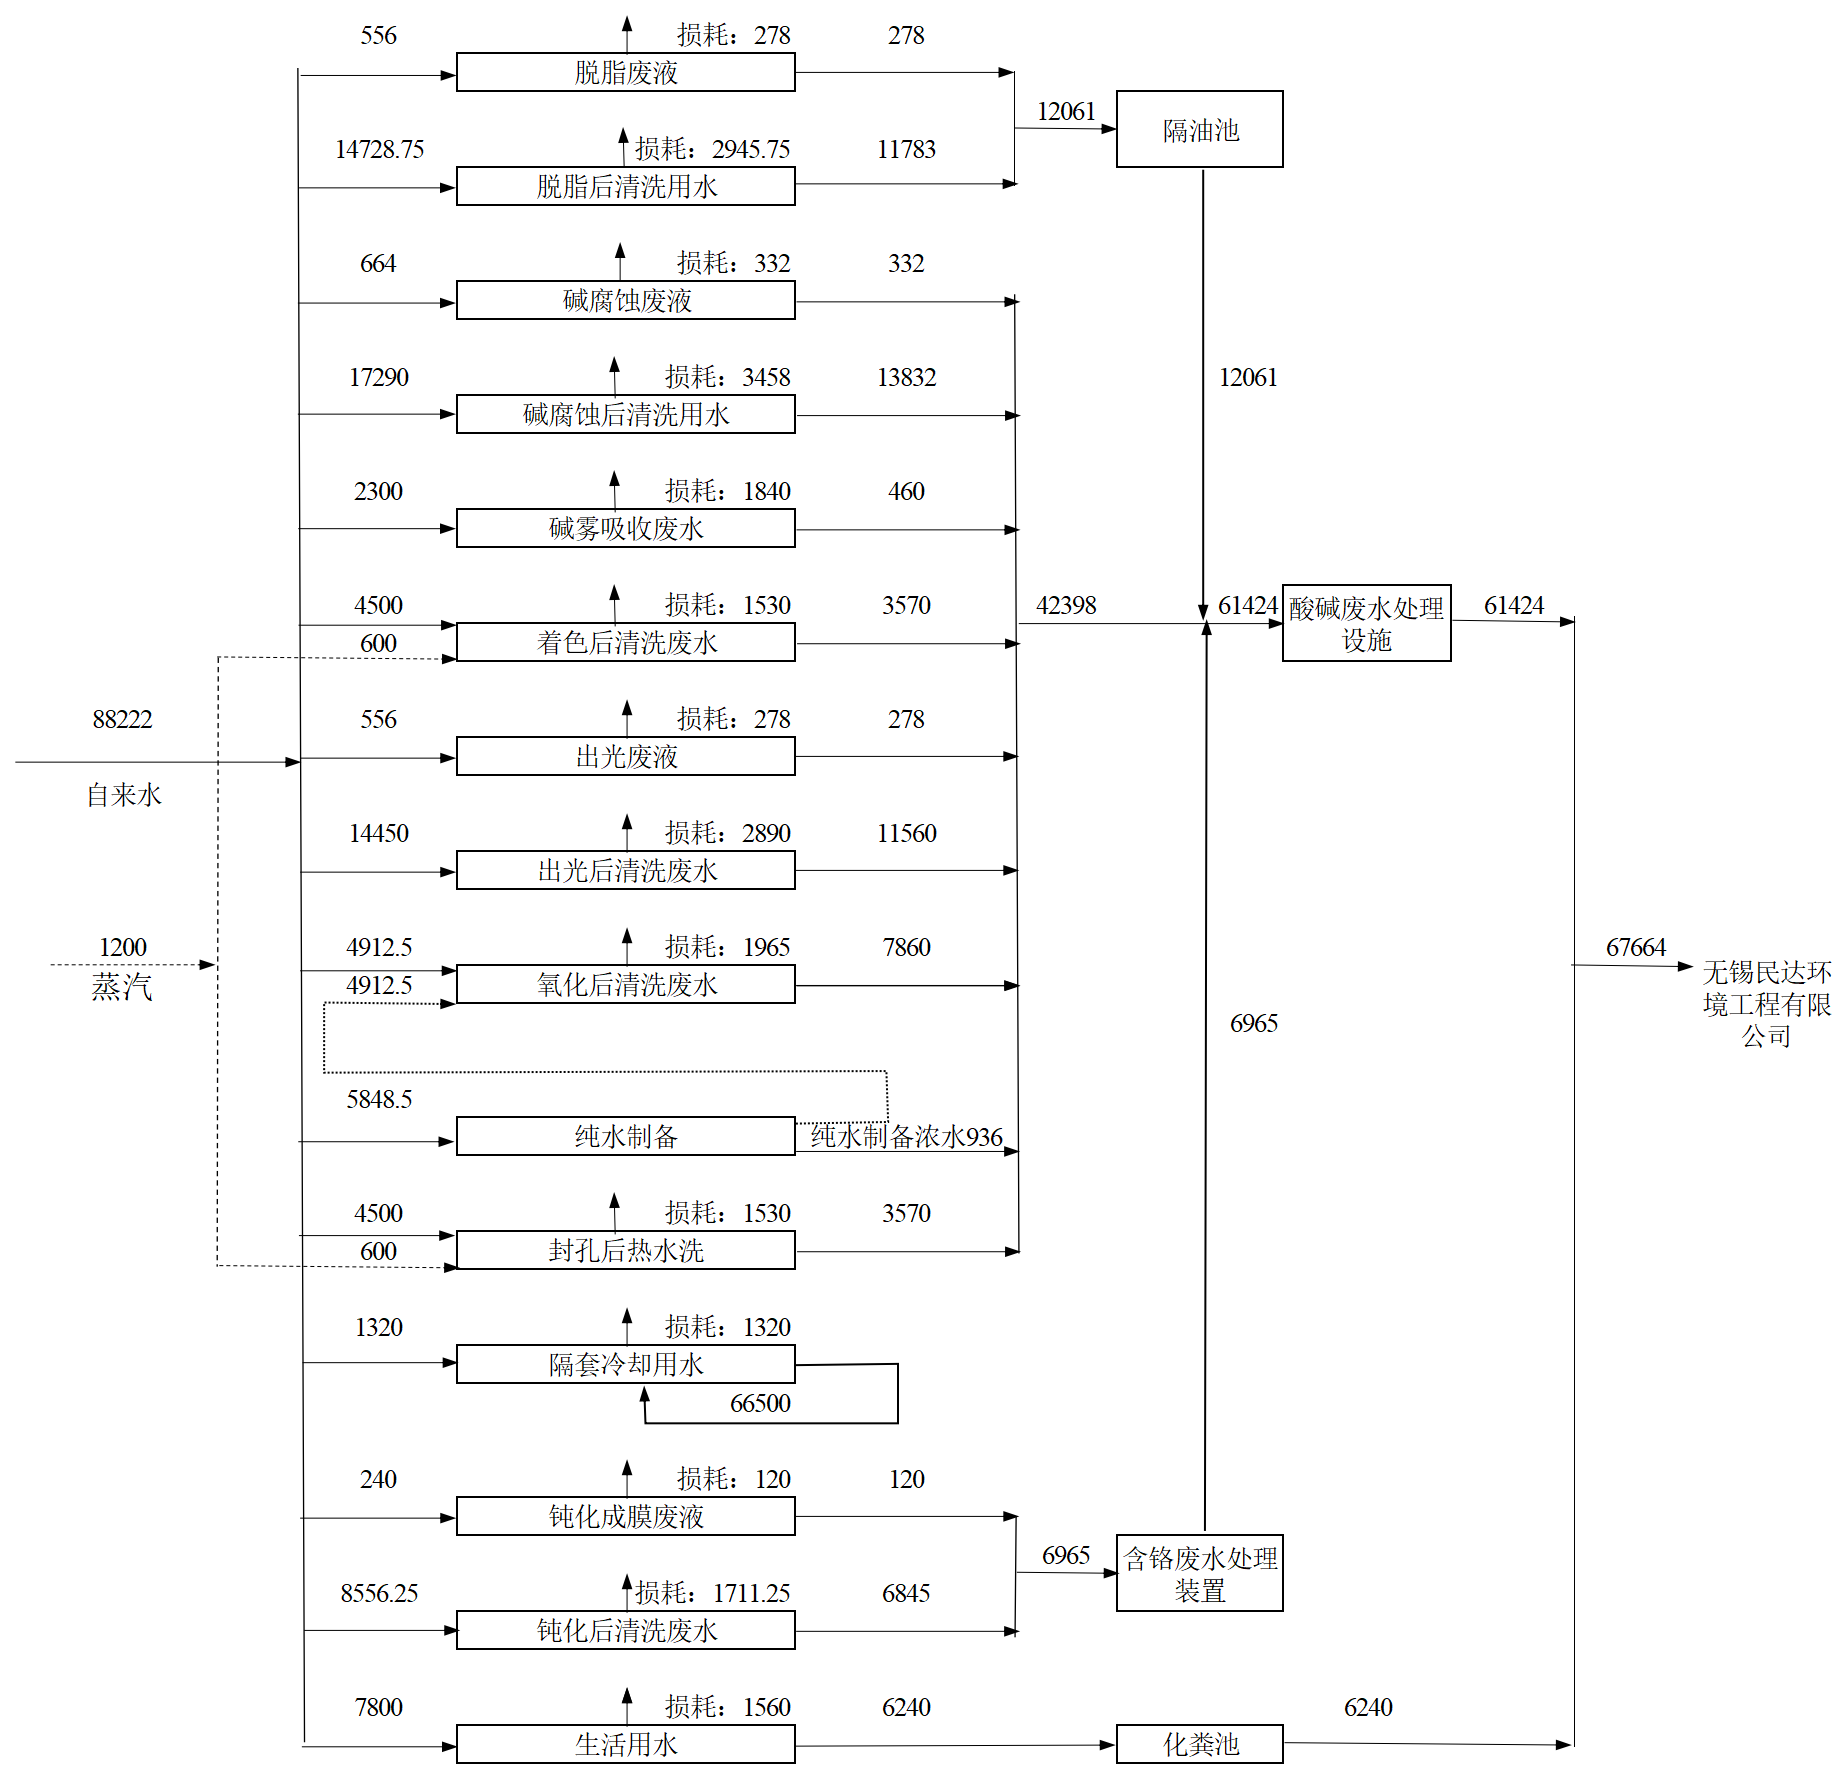 556
损耗：278
278
脱脂废液
12061
隔油池
14728.75
损耗：2945.75
11783
脱脂后清洗用水
664
损耗：332
332
碱腐蚀废液
17290
损耗：3458
13832
12061
碱腐蚀后清洗用水
2300
损耗：1840
460
碱雾吸收废水
4500
损耗：1530
3570
42398
61424
酸碱废水处理
设施
61424
600
着色后清洗废水
88222
自来水
556
损耗：278
278
出光废液
14450
损耗：2890
11560
出光后清洗废水
1200
蒸汽
4912.5
损耗：1965
7860
67664
无锡民达环
境工程有限
公司
4912.5
氧化后清洗废水
6965
5848.5
纯水制备
纯水制备浓水936
4500
损耗：1530
3570
600
封孔后热水洗
1320
损耗：1320
隔套冷却用水
66500
240
损耗：120
120
钝化成膜废液
6965
含铬废水处理
装置
8556.25
损耗：1711.25
6845
钝化后清洗废水
7800
损耗：1560
6240
6240
生活用水
化粪池